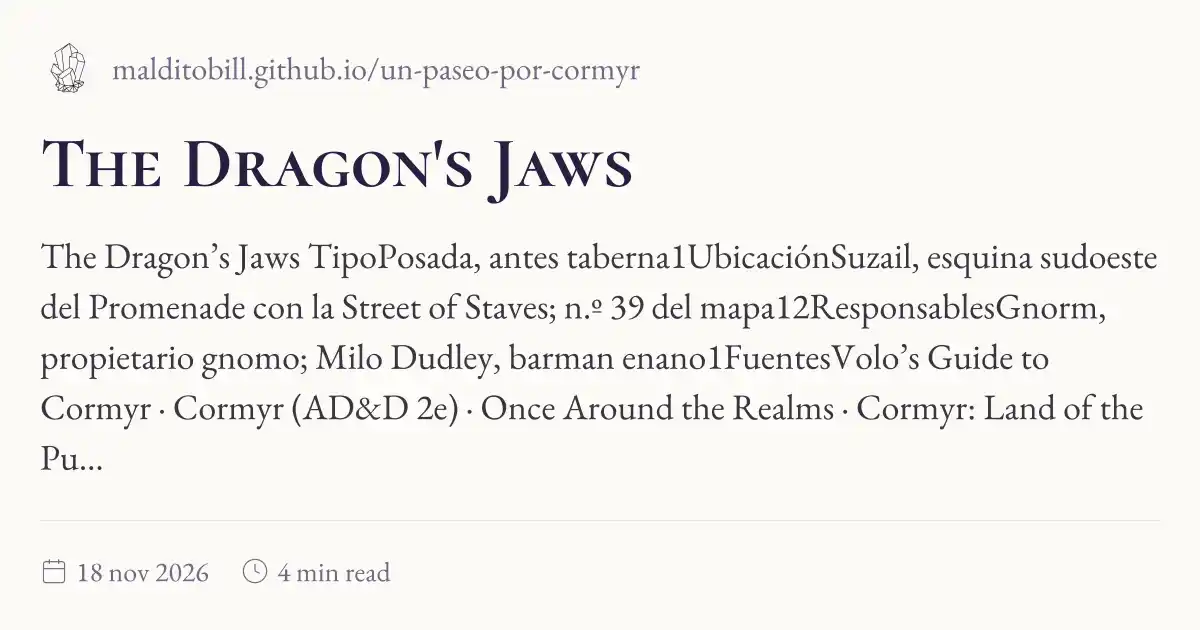 malditobill.github.io/un-paseo-por-cormyr
The Dragon's Jaws
The Dragon’s Jaws TipoPosada, antes taberna1UbicaciónSuzail, esquina sudoeste
del Promenade con la Street of Staves; n.º 39 del mapa12ResponsablesGnorm,
propietario gnomo; Milo Dudley, barman enano1FuentesVolo’s Guide to
Cormyr · Cormyr (AD&D 2e) · Once Around the Realms · Cormyr: Land of the
Pu...
18 nov 2026
4 min read